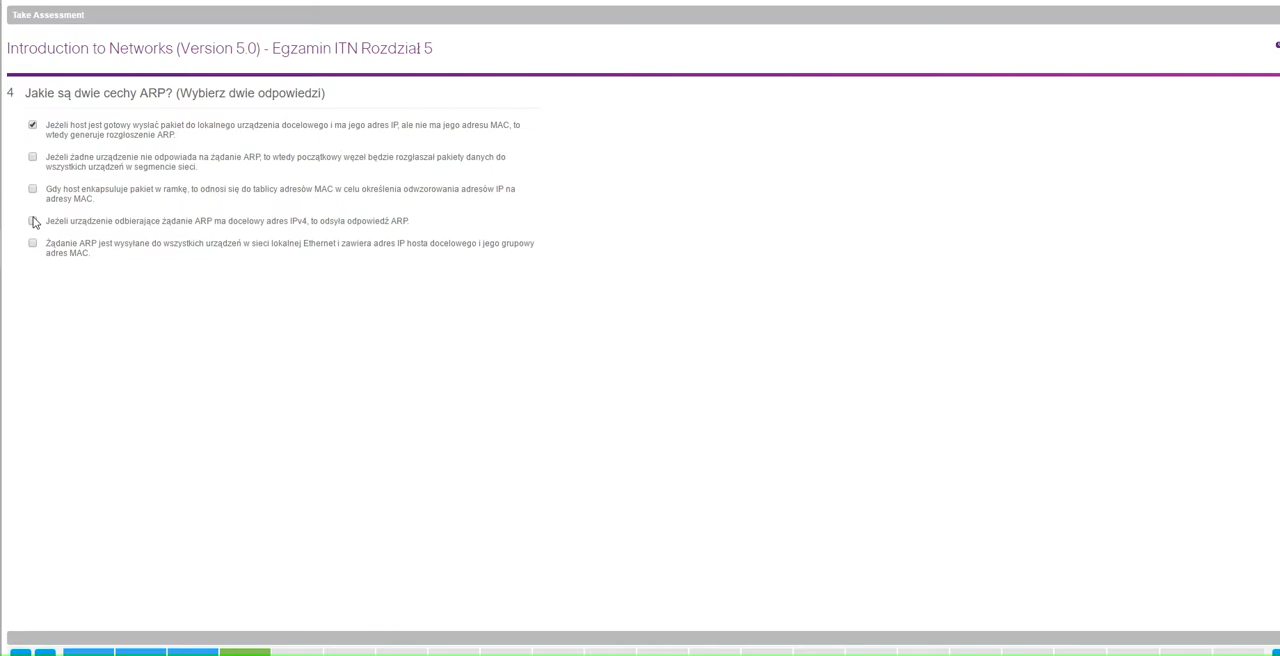 Take Assessment
Introduction to Networks (Version 5.0) - Egzamin ITN Rozdział 5
4 Jakie są dwie cechy ARP? (Wybierz dwie odpowiedzi)
Jeżeli host jest gotowy wysłać pakiet do lokalnego urządzenia docelowego i ma jego adres IP, ale nie ma jego adresu MAC, to
wtedy generuje rozgłoszenie ARP.
Jeżeli żadne urządzenie nie odpowiada na żądanie ARP, to wtedy początkowy węzeł będzie rozgłaszał pakiety danych do
wszystkich urządzeń w segmencie sieci.
Gdy host enkapsuluje pakiet w ramkę, to odnosi się do tablicy adresów MAC w celu określenia odwzorowania adresów IP na
adresy MAC.
Jeżeli urządzenie odbierające żądanie ARP ma docelowy adres IPv4, to odsyła odpowiedź ARP.
Żądanie ARP jest wysyłane do wszystkich urządzeń w sieci lokalnej Ethernet i zawiera adres IP hosta docelowego i jego grupowy
adres MAC.